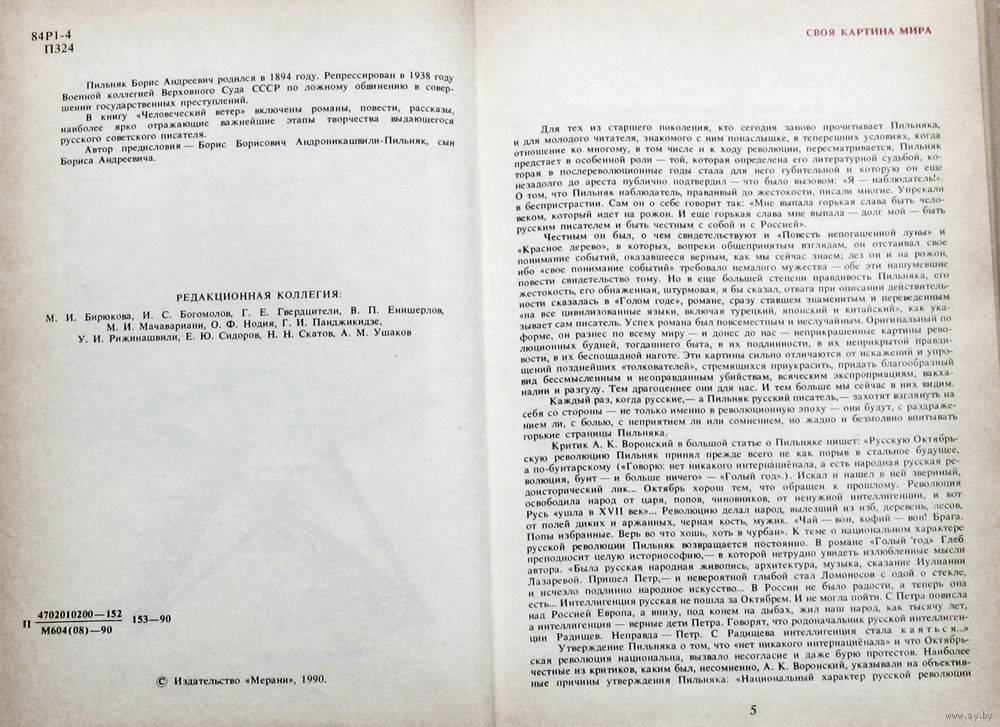 84Р1-4
П324
Пильняк Борис Андреевич родился в 1894 году. Репрессирован в 1938 году
Военной коллегией Верховного Суда СССР по ложному обвинению в совер-
шении государственных преступлений.
В книгу «Человеческий ветер» включены романы, повести, рассказы,
наиболее ярко отражающие важнейшие этапы творчества выдающегося
русского советского писателя.
Автор предисловия — Борис Борисович Андроникашвили-Пильняк, сын
Бориса Андреевича.
РЕДАКЦИОННАЯ КОЛЛЕГИЯ:
М. И. Бирюкова, И. С. Богомолов, Г. Е. Гвердцители, В. П. Енишерлов,
М. И. Мачавариани, О. Ф. Нодия, Г. И. Панджикидзе,
У. И. Рижинашвили, Е. Ю. Сидоров, Н. Н. Скатов, А. М. Ушаков
П 4702010200—152 153—90
М604(08)—90
© Издательство «Мерани», 1990.
СВОЯ КАРТИНА МИРА
Для тех из старшего поколения, кто сегодня заново прочитывает Пильняка,
и для молодого читателя, знакомого с ним понаслышке, в теперешних условиях, когда
отношение ко многому, в том числе и к ходу революции, пересматривается, Пильняк
предстает в особенной роли — той, которая определена его литературной судьбой, ко-
торая в послереволюционные годы стала для него губительной и которую он еще
незадолго до ареста публично подтвердил — что было вызовом: «Я — наблюдатель!».
О том, что Пильняк наблюдатель, правдивый до жестокости, писали многие. Упрекали
в беспристрастии. Сам он о себе говорит так: «Мне выпала горькая слава быть чело-
веком, который идет на рожон. И еще горькая слава мне выпала — долг мой — быть
русским писателем и быть честным с собой и с Россией».
Честным он был, о чем свидетельствуют и «Повесть непогашенной луны» и
«Красное дерево», в которых, вопреки общепринятым взглядам, он отстаивал свое
понимание событий, оказавшееся верным, как мы сейчас знаем; лез он и на рожон,
ибо «свое понимание событий» требовало немалого мужества — обе эти нашумевшие
повести свидетельство тому. Но в еще большей степени правдивость Пильняка, его
жестокость, его обнаженная, штурмовая, я бы сказал, отвага при описании действитель-
ности сказалась в «Голом годе», романе, сразу ставшем знаменитым и переведенным
«на все цивилизованные языки, включая турецкий, японский и китайский», как ука-
зывает сам писатель. Успех романа был повсеместным и неслучайным. Оригинальный по
форме, он разнес по всему миру — и донес до нас — неприкрашенные картины рево-
люционных будней, тогдашнего быта, в их подлинности, в их неприкрытой правди-
вости, в их беспощадной наготе. Эти картины сильно отличаются от искажений и упро-
щений позднейших «толкователей», стремящихся приукрасить, придать благообразный
вид бессмысленным и неоправданным убийствам, всяческим экспроприациям, вакха-
налии и разгулу. Тем драгоценнее они для нас. И тем больше мы сейчас в них видим.
Каждый раз, когда русские,— а Пильняк русский писатель,— захотят взглянуть на
себя со стороны — не только именно в революционную эпоху — они будут, с раздраже-
нием ли, с болью, с неприятием ли или сомнением, но жадно и безмолвно впитывать
горькие страницы Пильняка.
Критик А. К. Воронский в большой статье о Пильняке пишет: «Русскую Октябрь-
скую революцию Пильняк принял прежде всего не как порыв в стальное будущее,
а по-бунтарскому («Говорю: нет никакого интернациёнала, а есть народная русская ре-
волюция, бунт — и больше ничего» — «Голый год».). Искал и нашел в ней звериный,
доисторический лик... Октябрь хорош тем, что обращен к прошлому. Революция
освободила народ от царя, попов, чиновников, от ненужной интеллигенции, и вот
Русь «ушла в XVII век»... Революцию делал народ, вылезший из изб, деревень, лесов,
от полей диких и аржанных, черная кость, мужик. «Чай — вон, кофий — вон! Брага.
Попы избранные. Верь во что хошь, хоть в чурбан». К теме о национальном характере
русской революции Пильняк возвращается постоянно. В романе «Голый год» Глеб
преподносит целую историософию,— в которой нетрудно увидеть излюбленные мысли
автора. «Была русская народная живопись, архитектура, музыка, сказание Иулиании
Лазаревой. Пришел Петр,— и невероятной глыбой стал Ломоносов с одой о стекле,
и исчезло подлинно народное искусство... В России не было радости, а теперь она
есть... Интеллигенция русская не пошла за Октябрем. И не могла пойти. С Петра повисла
над Россией Европа, а внизу, под конем на дыбах, жил наш народ, как тысячу лет,
а интеллигенция — верные дети Петра. Говорят, что родоначальник русской интеллиген-
ции Радищев. Неправда — Петр. С Радищева интеллигенция стала каяться...»
Утверждение Пильняка о том, что «нет никакого интернациёнала» и что Октябрь-
ская революция национальна, вызвало несогласие и даже бурю протестов. Наиболее
честные из критиков, каким был, несомненно, А. К. Воронский, указывали на объектив-
ные причины утверждения Пильняка: «Национальный характер русской революции
5
www.ay.by